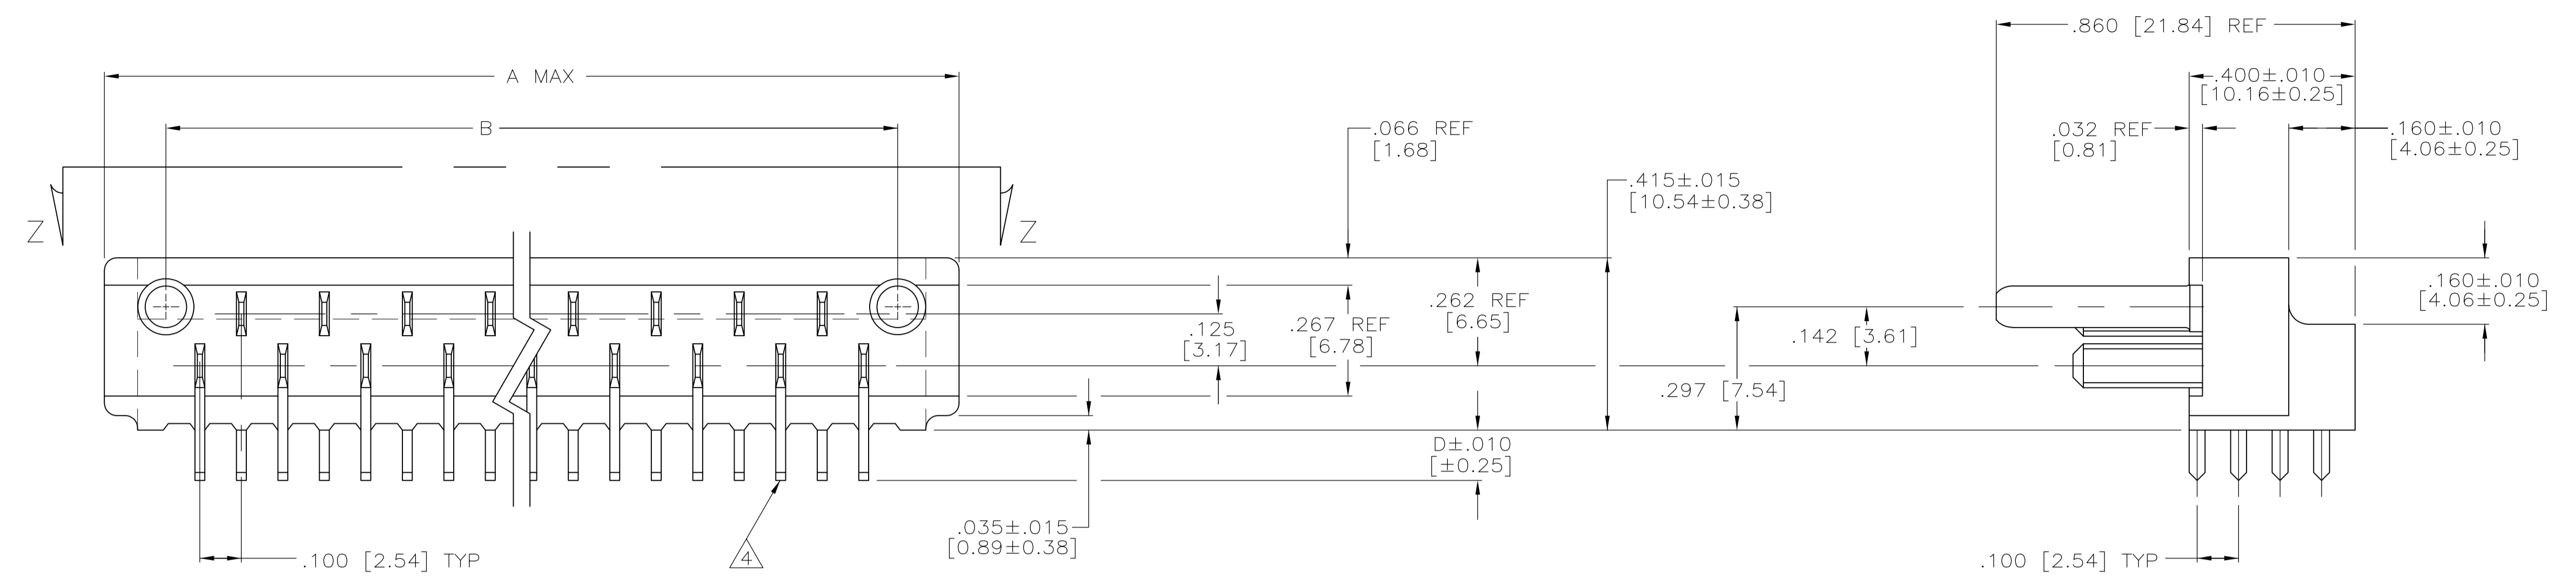 .860 [21.84] REF
A MAX
.400±.010
[10.16±0.25]
B
.066 REF
[1.68]
.032 REF
[0.81]
.160±.010
[4.06±0.25]
.415±.015
[10.54±0.38]
Z
Z
.262 REF
[6.65]
.160±.010
[4.06±0.25]
.125
[3.17]
.267 REF
[6.78]
.142 [3.61]
.297 [7.54]
D±.010
[±0.25]
.035±.015
[0.89±0.38]
4
.100 [2.54] TYP
.100 [2.54] TYP